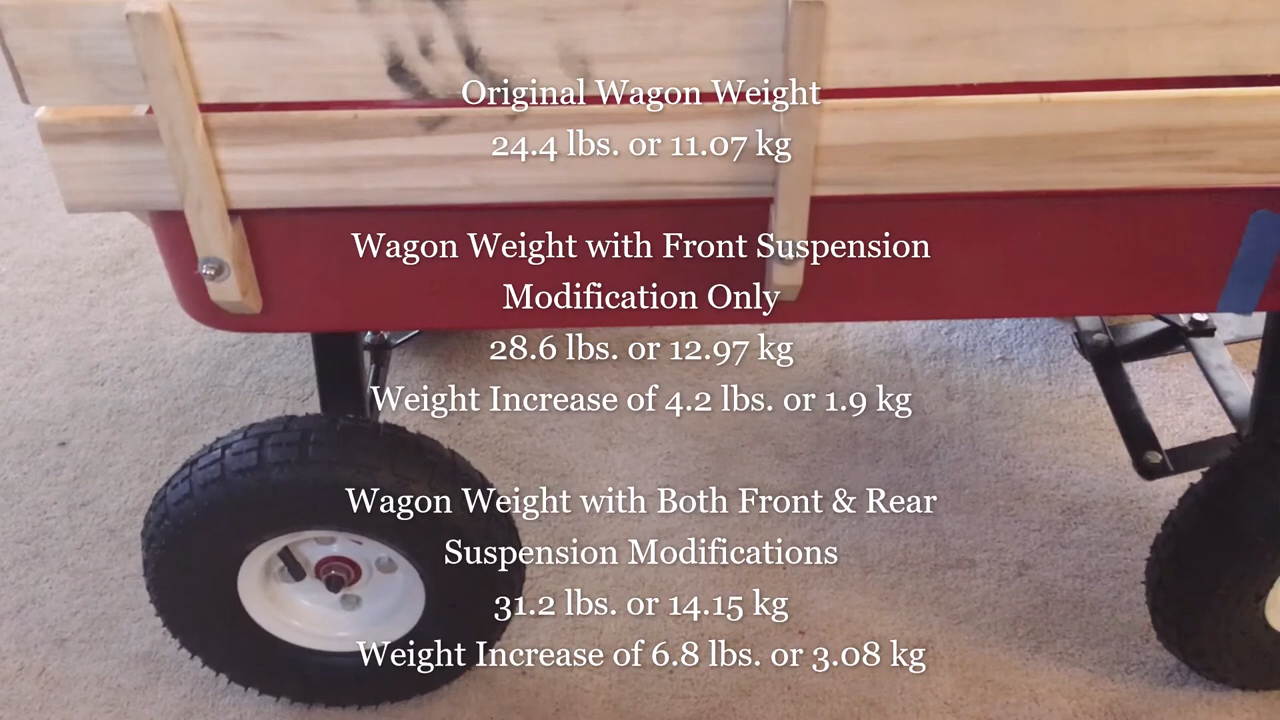 Original Wagon Weight
24.4 lbs. or 11.07 kg
Wagon Weight with Front Suspension
Modification Only
28.6 lbs. or 12.97 kg
Weight Increase of 4.2 lbs. or 1.9 kg
Wagon Weight with Both Front & Rear
Suspension Modifications
31.2 lbs. or 14.15 kg
Weight Increase of 6.8 lbs. or 3.08 kg